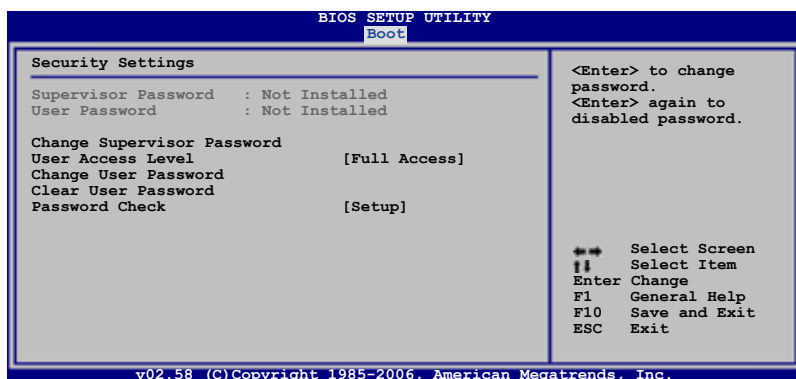 BIOS SETUP UTILITY
Boot
Security Settings
Supervisor Password : Not Installed
User Password : Not Installed
Change Supervisor Password
User Access Level [Full Access]
Change User Password
Clear User Password
Password Check [Setup]
<Enter> to change
password.
<Enter> again to
disabled password.
←→ Select Screen
↑↓ Select Item
Enter Change
F1 General Help
F10 Save and Exit
ESC Exit
v02.58 (C)Copyright 1985-2006, American Megatrends, Inc.